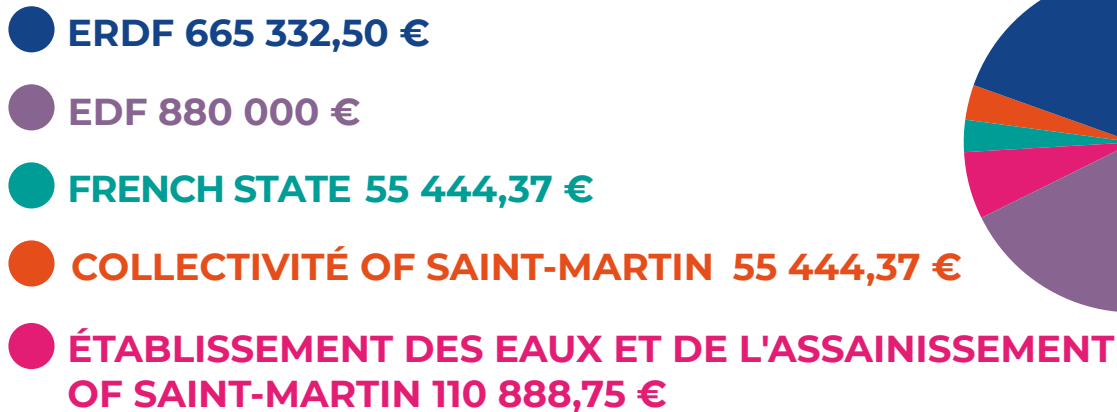 ERDF 665 332,50 €
EDF 880 000 €
FRENCH STATE 55 444,37 €
COLLECTIVITÉ OF SAINT-MARTIN 55 444,37 €
ÉTABLISSEMENT DES EAUX ET DE L'ASSAINISSEMENT
OF SAINT-MARTIN 110 888,75 €